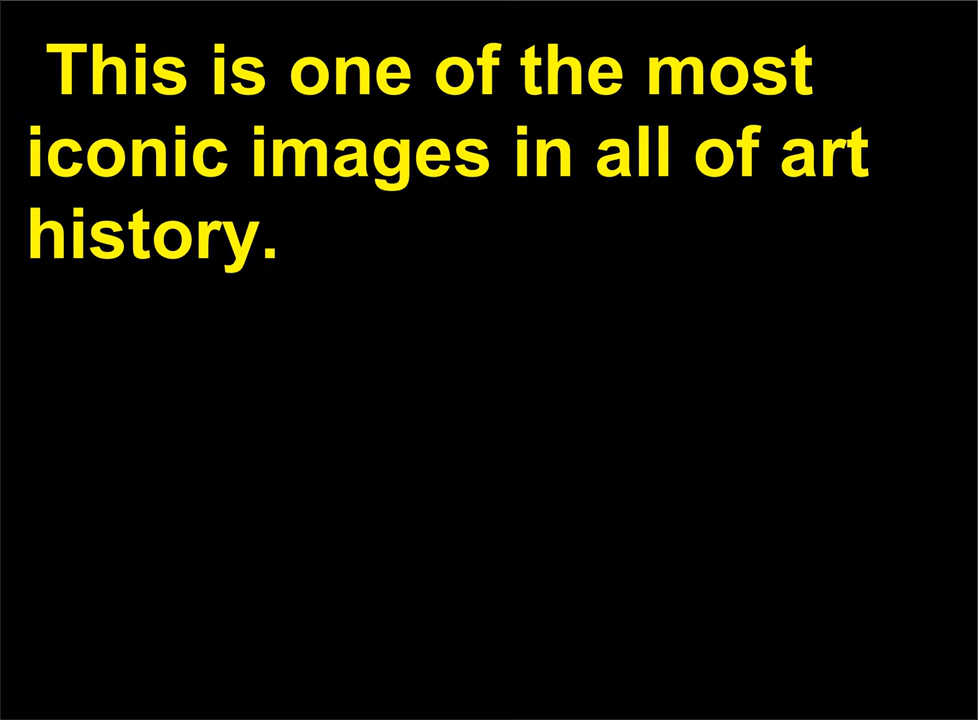 This is one of the most
iconic images in all of art
history.